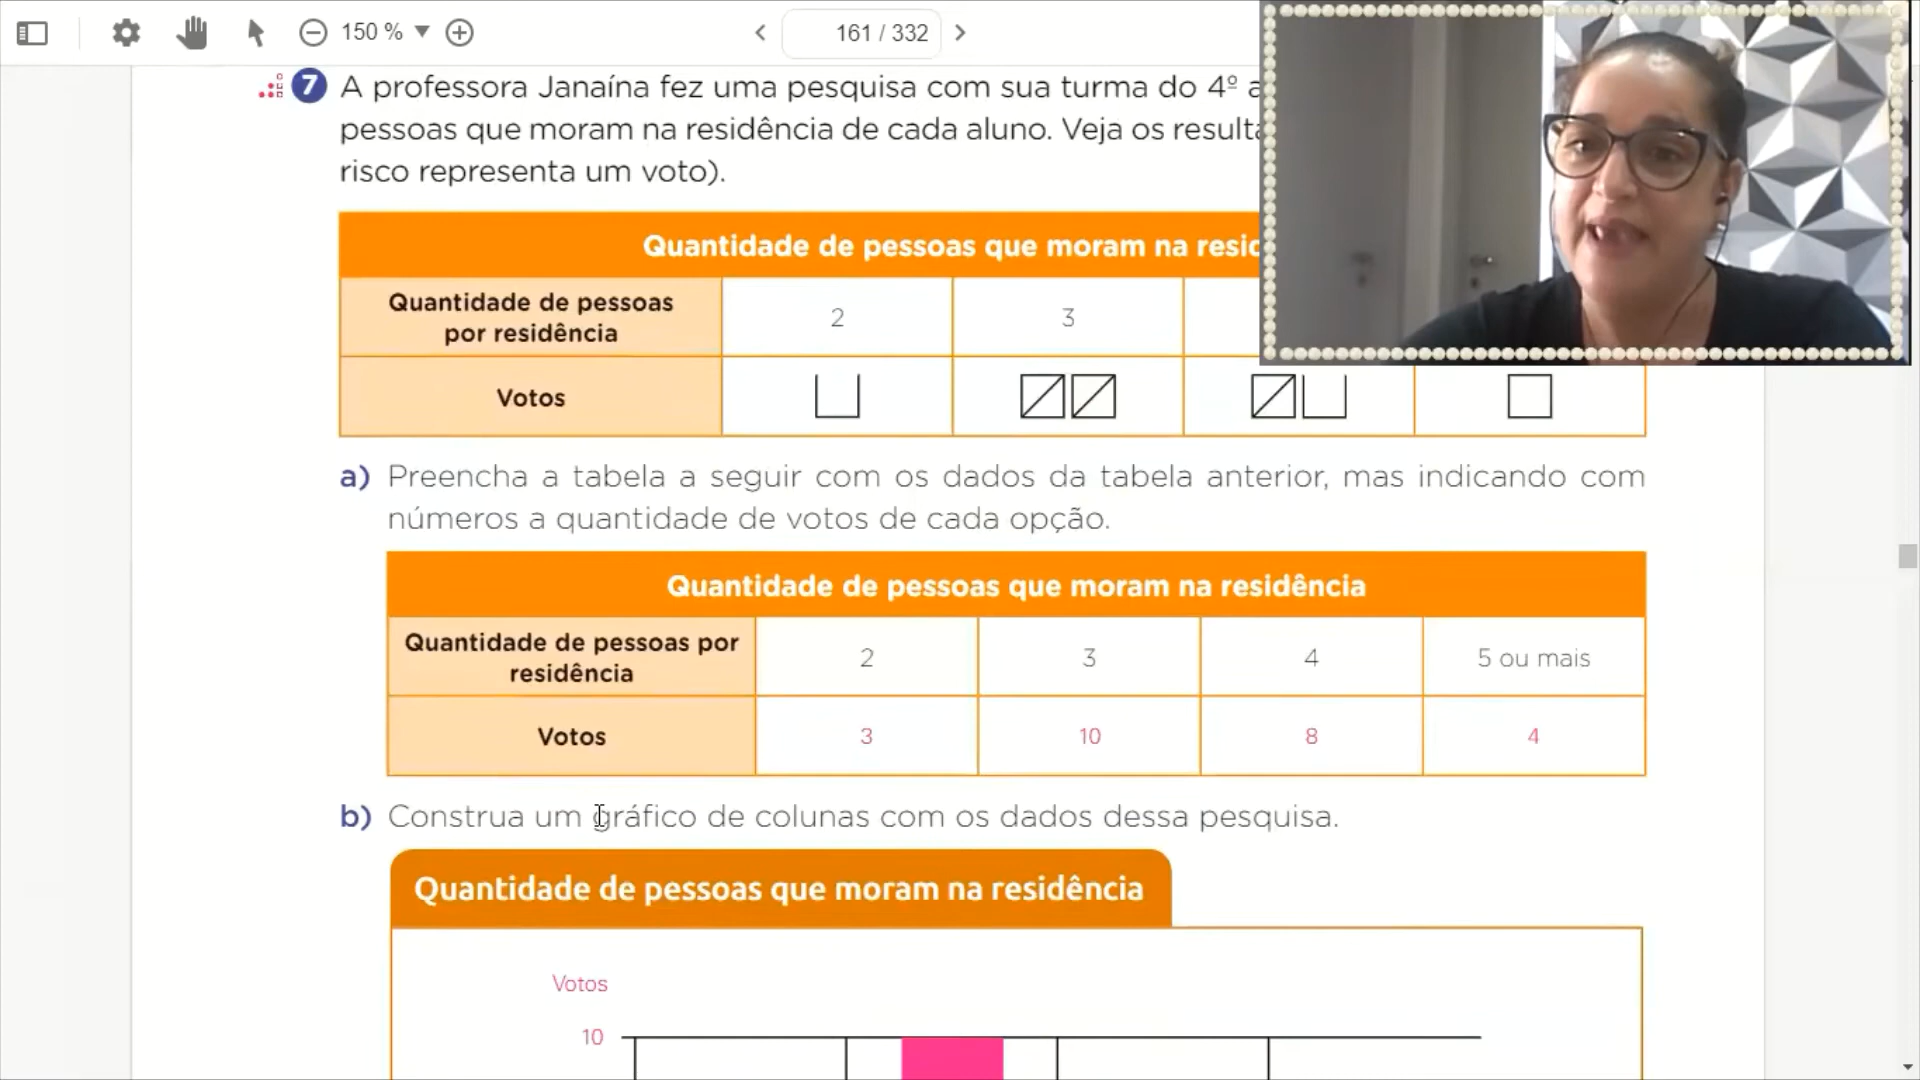 150 %
161 / 332
7 A professora Janaína fez uma pesquisa com sua turma do 4º
pessoas que moram na residência de cada aluno. Veja os
risco representa um voto).
Quantidade de pessoas que moram na
Quantidade de pessoas
por residência
2
3
Votos
a) Preencha a tabela a seguir com os dados da tabela anterior, mas indicando com
números a quantidade de votos de cada opção.
Quantidade de pessoas que moram na residência
Quantidade de pessoas por
residência
2
3
4
5 ou mais
Votos
3
10
8
4
b) Construa um gráfico de colunas com os dados dessa pesquisa.
Quantidade de pessoas que moram na residência
Votos
10